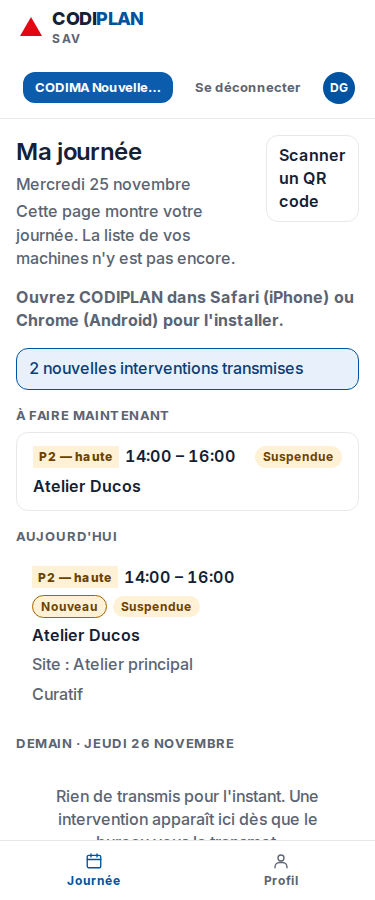 CODIPLAN
SAV
CODIMA Nouvelle...
Se déconnecter
DG
Ma journée
Mercredi 25 novembre
Cette page montre votre
journée. La liste de vos
machines n'y est pas encore.
Scanner
un QR
code
Ouvrez CODIPLAN dans Safari (iPhone) ou
Chrome (Android) pour l'installer.
2 nouvelles interventions transmises
À FAIRE MAINTENANT
P2 — haute 14:00 – 16:00 Suspendue
Atelier Ducos
AUJOURD'HUI
P2 — haute 14:00 – 16:00
Nouveau Suspendue
Atelier Ducos
Site : Atelier principal
Curatif
DEMAIN · JEUDI 26 NOVEMBRE
Rien de transmis pour l'instant. Une
intervention apparaît ici dès que le
Journée
Profil